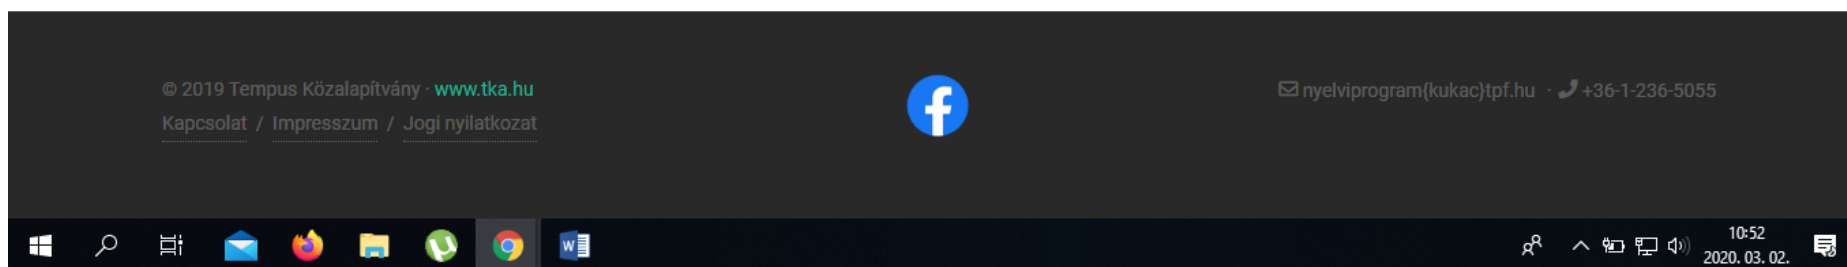 © 2019 Tempus Közalapítvány · www.tka.hu
Kapcsolat / Impresszum / Jogi nyilatkozat
nyelviprogram{kukac}tpf.hu · +36-1-236-5055
10:52
2020. 03. 02.